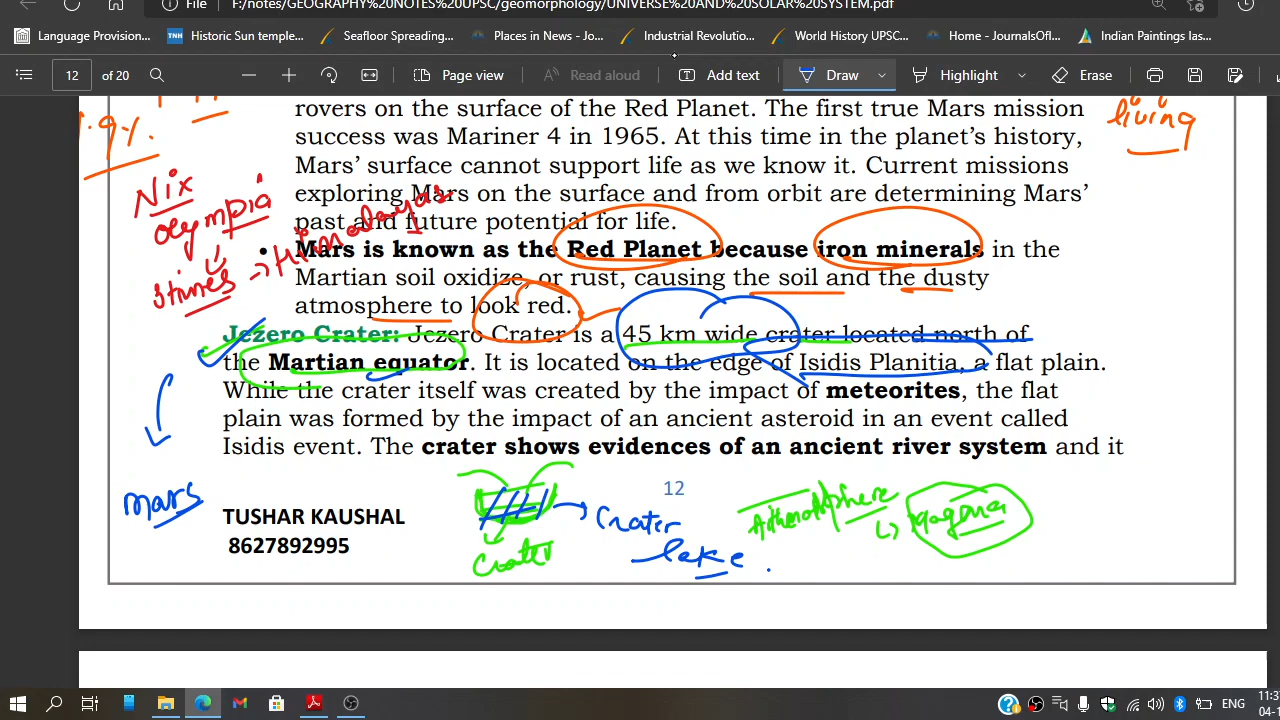 File | F:/notes/GEOGRAPHY%20NOTES%20UPSC/geomorphology/UNIVERSE%20AND%20SOLAR%20SYSTEM.pdf
Language Provision... Historic Sun temple... Seafloor Spreading... Places in News - Jo... Industrial Revolution... World History UPSC... Home - JournalsOfI... Indian Paintings las...
12 of 20 Page view Read aloud Add text Draw Highlight Erase
rovers on the surface of the Red Planet. The first true Mars mission
success was Mariner 4 in 1965. At this time in the planet's history,
Mars' surface cannot support life as we know it. Current missions
exploring Mars on the surface and from orbit are determining Mars'
past and future potential for life.
• Mars is known as the Red Planet because iron minerals in the
Martian soil oxidize, or rust, causing the soil and the dusty
atmosphere to look red.
living
Nix
olympia
3times → Himalayas
Jezero Crater: Jezero Crater is a 45 km wide crater located north of
the Martian equator. It is located on the edge of Isidis Planitia, a flat plain.
While the crater itself was created by the impact of meteorites, the flat
plain was formed by the impact of an ancient asteroid in an event called
Isidis event. The crater shows evidences of an ancient river system and it
mars
12
TUSHAR KAUSHAL
8627892995
Crater
→ Crater
lake
ENG